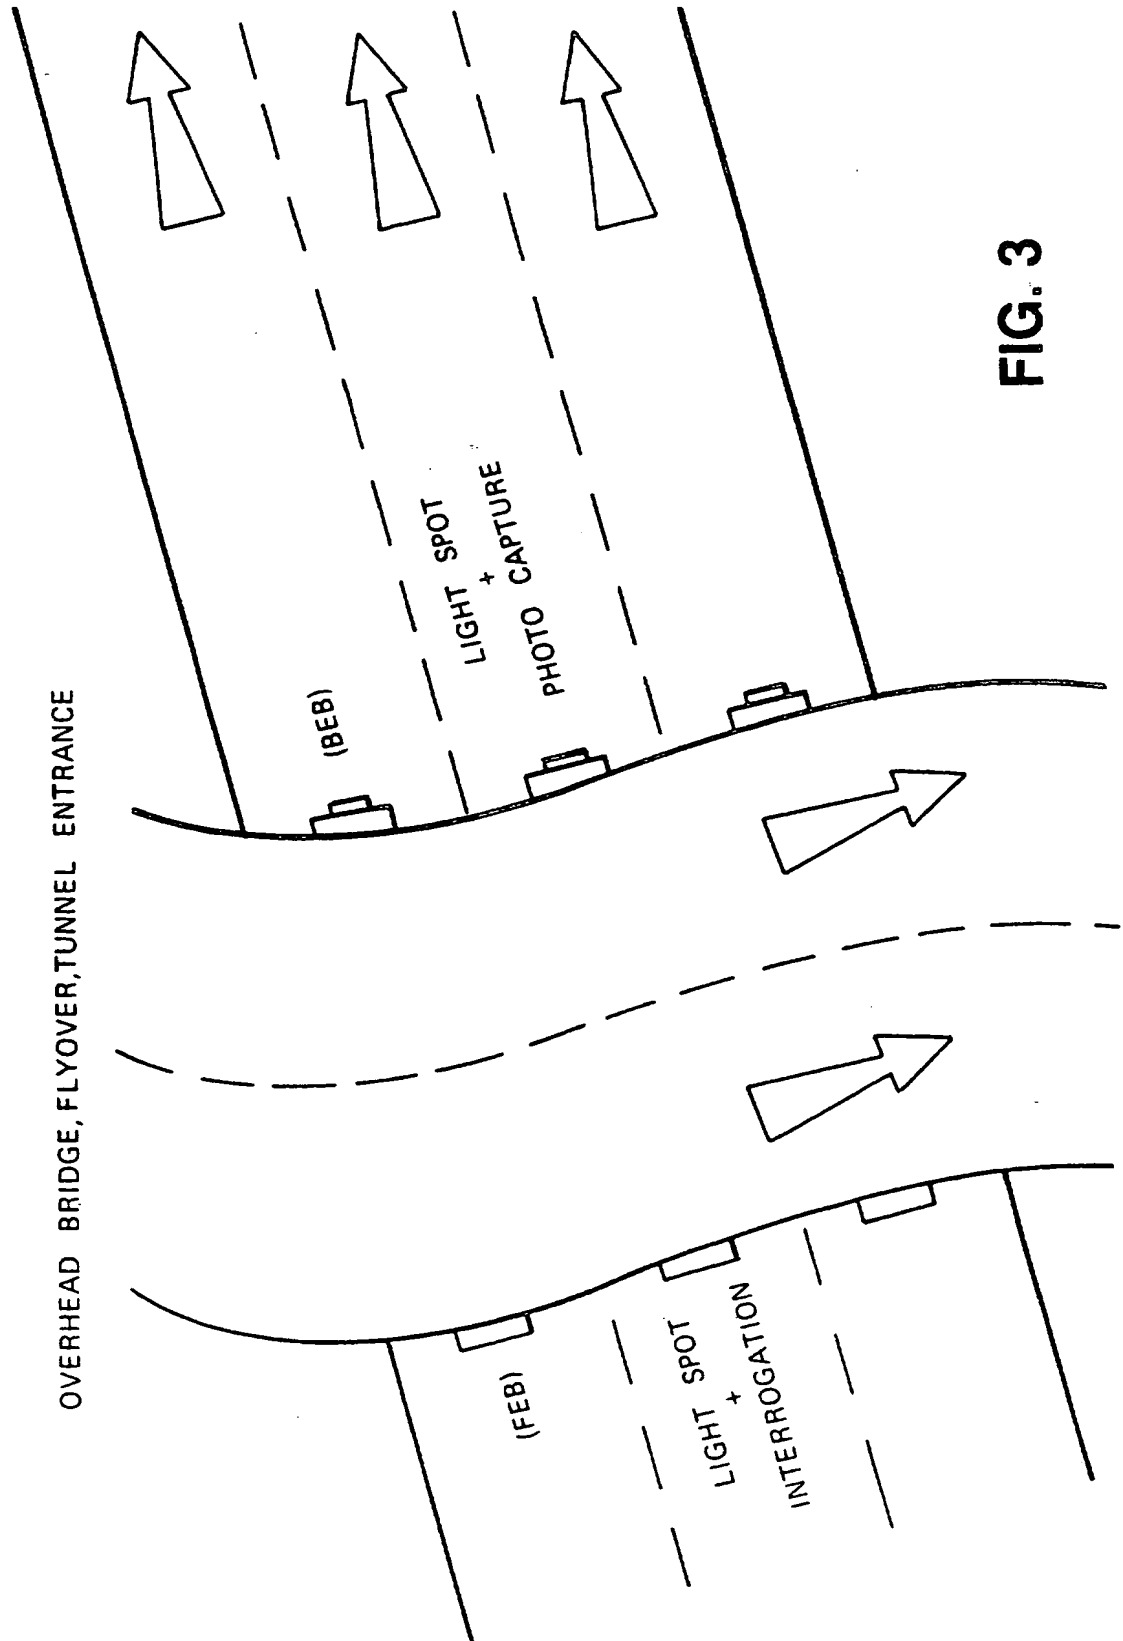 OVERHEAD BRIDGE, FLYOVER, TUNNEL ENTRANCE
(FEB)
LIGHT SPOT
+
INTERROGATION
(BEB)
LIGHT SPOT
+
PHOTO CAPTURE
FIG. 3